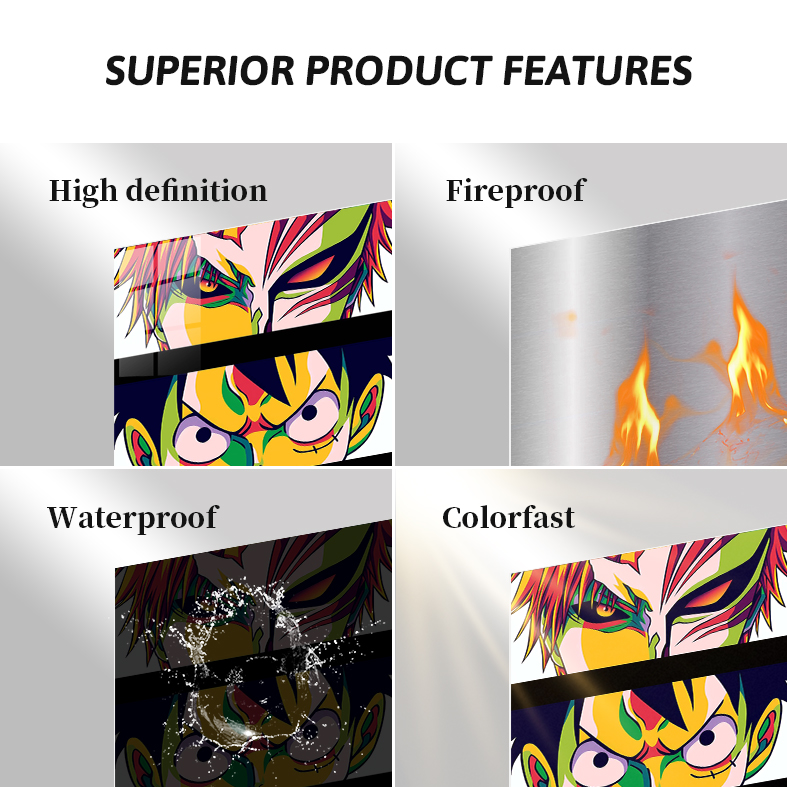 SUPERIOR PRODUCT FEATURES
High definition
Fireproof
Waterproof
Colorfast